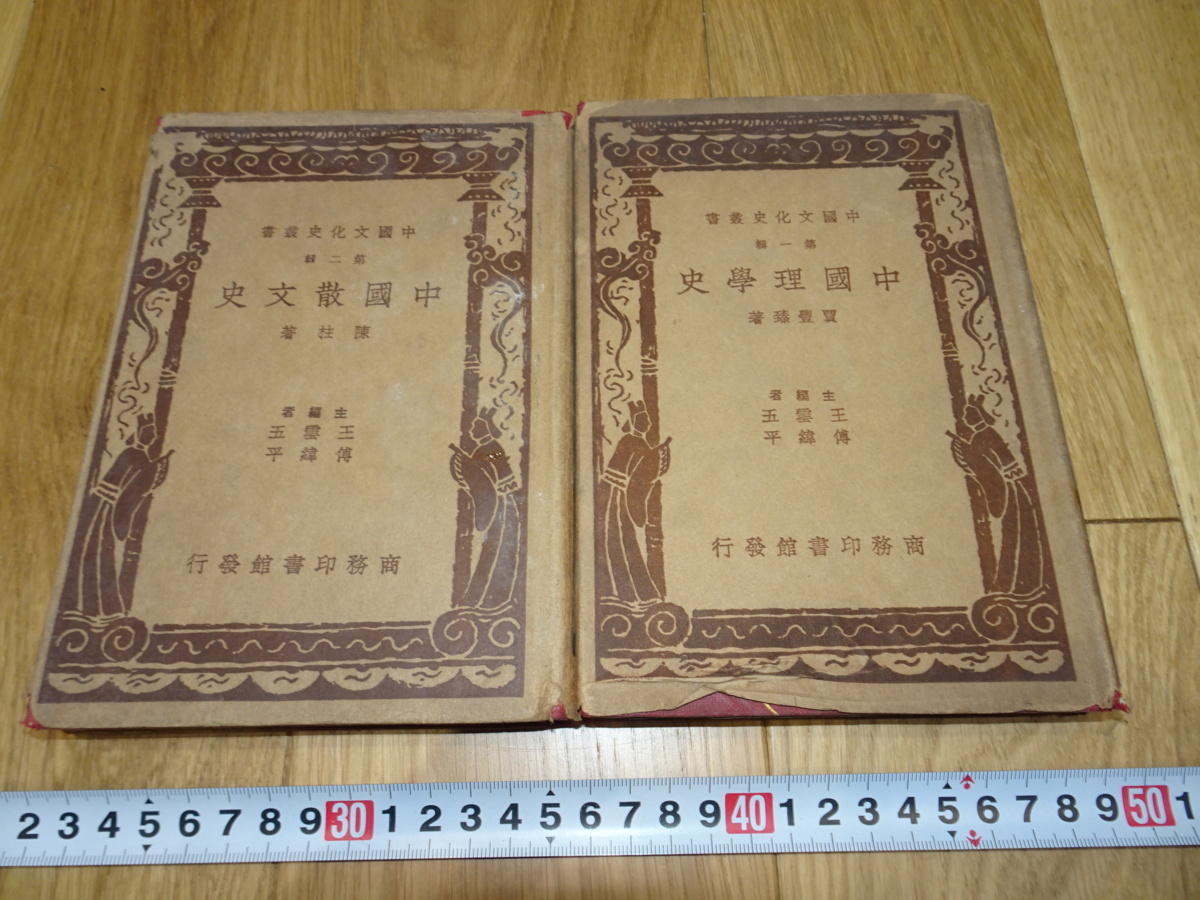 中國文化史叢書
第二輯
中國散文史
陳柱著
主編者
王雲五
傅緯平
商務印書館發行
中國文化史叢書
第一輯
中國理學史
賈豐臻著
主編者
王雲五
傅緯平
商務印書館發行
2 3 4 5 6 7 8 9 30 1 2 3 4 5 6 7 8 9 40 1 2 3 4 5 6 7 8 9 50 1